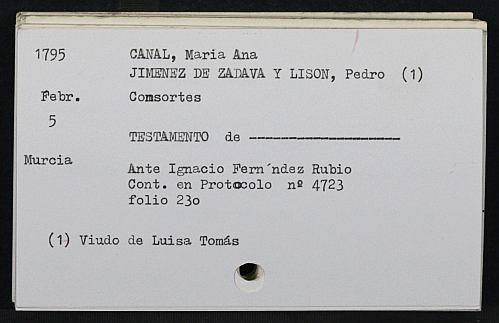 1795 CANAL, Maria Ana
JIMENEZ DE ZADAVA Y LISON, Pedro (1)
Febr. Comsortes
5
TESTAMENTO de --------------------
Murcia
Ante Ignacio Fern´ndez Rubio
Cont. en Protocolo nº 4723
folio 23o
(1) Viudo de Luisa Tomás